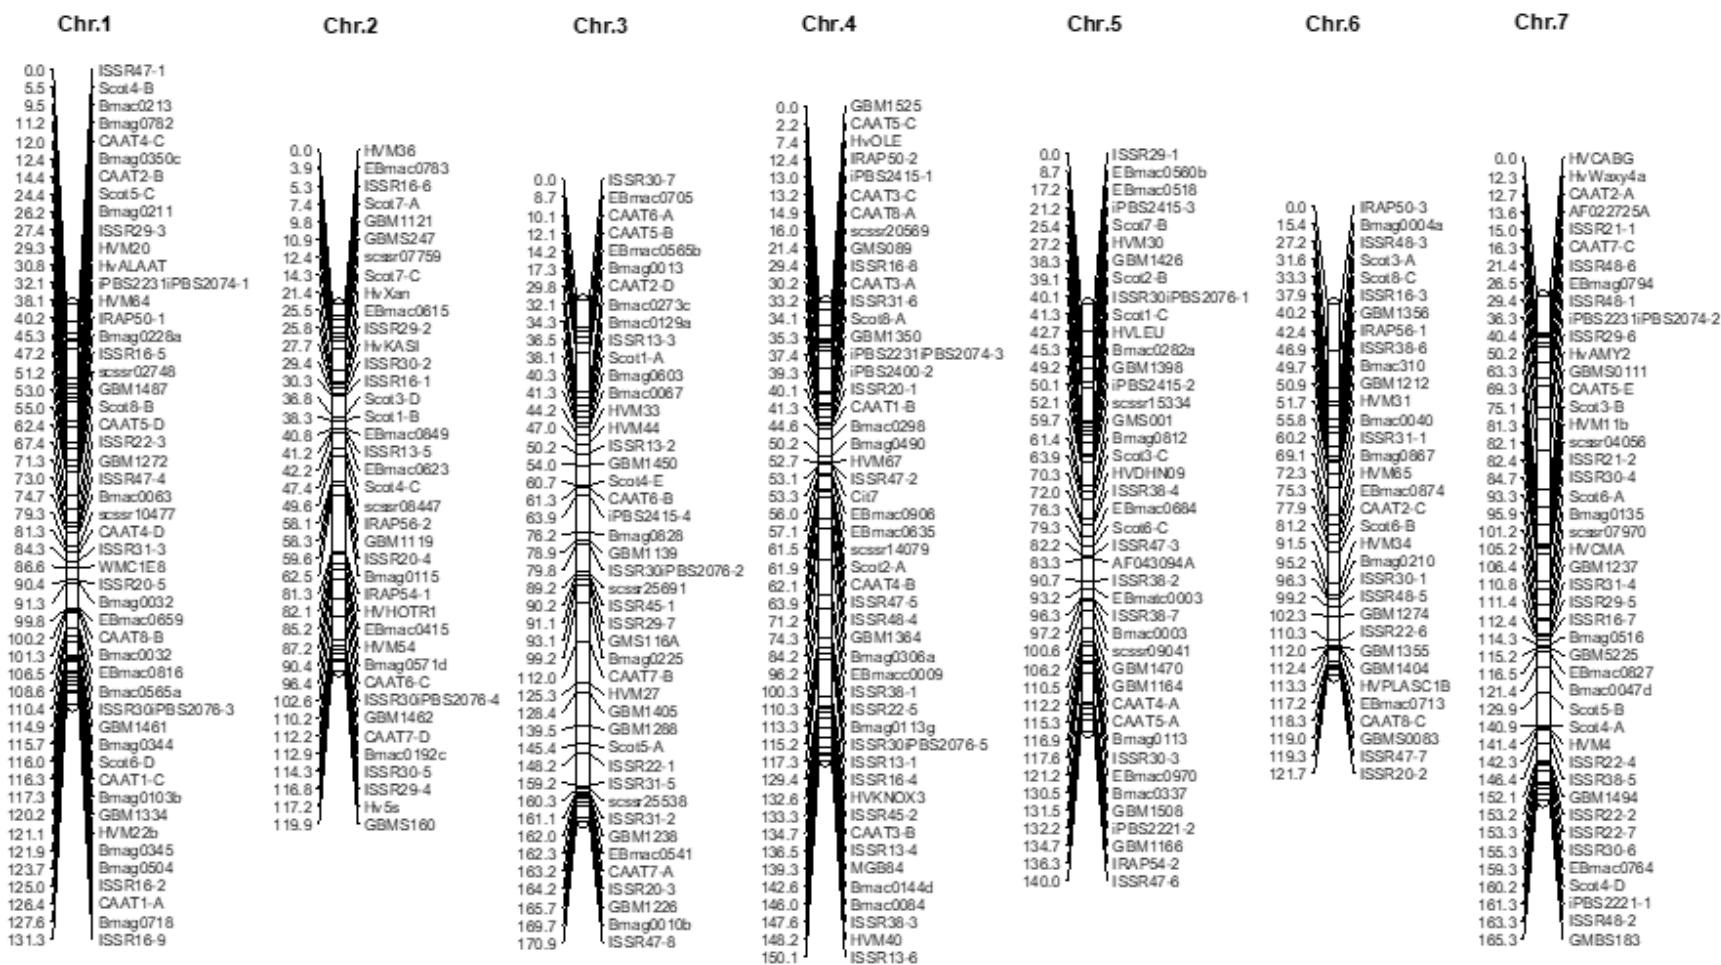 Chr.1
0.0 ISSR47-1
5.5 Scot4-B
9.5 Bmac0213
11.2 Bmag0782
12.0 CAAT4-C
12.4 Bmag0350c
14.4 CAAT2-B
24.4 Scot5-C
26.2 Bmag0211
27.4 ISSR29-3
29.3 HVM20
30.8 HvALAAT
32.1 iPBS2231iPBS2074-1
38.1 HVM64
40.2 IRAP50-1
45.3 Bmag0228a
47.2 ISSR16-5
51.2 scssr02748
53.0 GBM1487
55.0 Scot8-B
62.4 CAAT5-D
67.4 ISSR22-3
71.3 GBM1272
73.0 ISSR47-4
74.7 Bmac0063
79.3 scssr10477
81.3 CAAT4-D
84.3 ISSR31-3
86.6 WMC1E8
90.4 ISSR20-5
91.3 Bmag0032
99.8 EBmac0659
100.2 CAAT8-B
101.3 Bmac0032
106.5 EBmac0816
108.6 Bmac0565a
110.4 ISSR30iPBS2076-3
114.9 GBM1461
115.7 Bmag0344
116.0 Scot6-D
116.3 CAAT1-C
117.3 Bmag0103b
120.2 GBM1334
121.1 HVM22b
121.9 Bmag0345
123.7 Bmag0504
125.0 ISSR16-2
126.4 CAAT1-A
127.6 Bmag0718
131.3 ISSR16-9
Chr.2
0.0 HVM36
3.9 EBmac0783
5.3 ISSR16-6
7.4 Scot7-A
9.8 GBM1121
10.9 GBMS247
12.4 scssr07759
14.3 Scot7-C
21.4 HvXan
25.5 EBmac0615
25.8 ISSR29-2
27.7 HvKASI
29.4 ISSR30-2
30.3 ISSR16-1
36.8 Scot3-D
38.3 Scot1-B
40.8 EBmac0849
41.2 ISSR13-5
42.2 EBmac0623
47.4 Scot4-C
49.6 scssr08447
58.1 IRAP56-2
58.3 GBM1119
59.6 ISSR20-4
62.5 Bmag0115
81.3 IRAP54-1
82.1 HVHOTR1
85.2 EBmac0415
87.2 HVM54
90.4 Bmag0571d
96.4 CAAT6-C
102.6 ISSR30iPBS2076-4
110.2 GBM1462
112.2 CAAT7-D
112.9 Bmac0192c
114.3 ISSR30-5
116.8 ISSR29-4
117.2 Hv5s
119.9 GBMS160
Chr.3
0.0 ISSR30-7
8.7 EBmac0705
10.1 CAAT6-A
12.1 CAAT5-B
14.2 EBmac0565b
17.3 Bmag0013
29.8 CAAT2-D
32.1 Bmac0273c
34.3 Bmac0129a
36.5 ISSR13-3
38.1 Scot1-A
40.3 Bmag0603
41.3 Bmac0067
44.2 HVM33
47.0 HVM44
50.2 ISSR13-2
54.0 GBM1450
60.7 Scot4-E
61.3 CAAT6-B
63.9 iPBS2415-4
76.2 Bmag0828
78.9 GBM1139
79.8 ISSR30iPBS2076-2
89.2 scssr25691
90.2 ISSR45-1
91.1 ISSR29-7
93.1 GMS116A
99.2 Bmag0225
112.0 CAAT7-B
125.3 HVM27
128.4 GBM1405
139.5 GBM1288
145.4 Scot5-A
148.2 ISSR22-1
159.2 ISSR31-5
160.3 scssr25538
161.1 ISSR31-2
162.0 GBM1238
162.3 EBmac0541
163.2 CAAT7-A
164.2 ISSR20-3
165.7 GBM1226
169.7 Bmag0010b
170.9 ISSR47-8
Chr.4
0.0 GBM1525
2.2 CAAT5-C
7.4 HvOLE
12.4 IRAP50-2
13.0 iPBS2415-1
13.2 CAAT3-C
14.9 CAAT8-A
16.0 scssr20569
21.4 GMS089
29.4 ISSR16-8
30.2 CAAT3-A
33.2 ISSR31-6
34.1 Scot8-A
35.3 GBM1350
37.4 iPBS2231iPBS2074-3
39.3 iPBS2400-2
40.1 ISSR20-1
41.3 CAAT1-B
44.6 Bmac0298
50.2 Bmag0490
52.7 HVM67
53.1 ISSR47-2
53.3 Cit7
56.0 EBmac0906
57.1 EBmac0635
61.5 scssr14079
61.9 Scot2-A
62.1 CAAT4-B
63.9 ISSR47-5
71.2 ISSR48-4
74.3 GBM1364
84.2 Bmag0306a
96.2 EBmacc0009
100.3 ISSR38-1
110.3 ISSR22-5
113.3 Bmag0113g
115.2 ISSR30iPBS2076-5
117.3 ISSR13-1
129.4 ISSR16-4
132.6 HVKNOX3
133.3 ISSR45-2
134.7 CAAT3-B
136.5 ISSR13-4
139.3 MGB84
142.6 Bmac0144d
146.0 Bmac0084
147.6 ISSR38-3
148.2 HVM40
150.1 ISSR13-6
Chr.5
0.0 ISSR29-1
8.7 EBmac0560b
17.2 EBmac0518
21.2 iPBS2415-3
25.4 Scot7-B
27.2 HVM30
38.3 GBM1426
39.1 Scot2-B
40.1 ISSR30iPBS2076-1
41.3 Scot1-C
42.7 HVLEU
45.3 Bmac0282a
49.2 GBM1398
50.1 iPBS2415-2
52.1 scssr15334
59.7 GMS001
61.4 Bmag0812
63.9 Scot3-C
70.3 HVDHN09
72.0 ISSR38-4
76.3 EBmac0684
79.3 Scot6-C
82.2 ISSR47-3
83.3 AF043094A
90.7 ISSR38-2
93.2 EBmatc0003
96.3 ISSR38-7
97.2 Bmac0003
100.6 scssr09041
106.2 GBM1470
110.5 GBM1164
112.2 CAAT4-A
115.3 CAAT5-A
116.9 Bmag0113
117.6 ISSR30-3
121.2 EBmac0970
130.5 Bmac0337
131.5 GBM1508
132.2 iPBS2221-2
134.7 GBM1166
136.3 IRAP54-2
140.0 ISSR47-6
Chr.6
0.0 IRAP50-3
15.4 Bmag0004a
27.2 ISSR48-3
31.6 Scot3-A
33.3 Scot8-C
37.9 ISSR16-3
40.2 GBM1356
42.4 IRAP56-1
46.9 ISSR38-6
49.7 Bmac310
50.9 GBM1212
51.7 HVM31
55.8 Bmac0040
60.2 ISSR31-1
69.1 Bmag0867
72.3 HVM65
75.3 EBmac0874
77.9 CAAT2-C
81.2 Scot6-B
91.5 HVM34
95.2 Bmag0210
96.3 ISSR30-1
99.2 ISSR48-5
102.3 GBM1274
110.3 ISSR22-6
112.0 GBM1355
112.4 GBM1404
113.3 HVPLASC1B
117.2 EBmac0713
118.3 CAAT8-C
119.0 GBMS0083
119.3 ISSR47-7
121.7 ISSR20-2
Chr.7
0.0 HVCABG
12.3 HvWaxy4a
12.7 CAAT2-A
13.6 AF022725A
15.0 ISSR21-1
16.3 CAAT7-C
21.4 ISSR48-6
26.5 EBmag0794
29.4 ISSR48-1
36.3 iPBS2231iPBS2074-2
40.4 ISSR29-6
50.2 HvAMY2
63.3 GBMS0111
69.3 CAAT5-E
75.1 Scot3-B
81.3 HVM11b
82.1 scssr04056
82.4 ISSR21-2
84.7 ISSR30-4
93.3 Scot6-A
95.9 Bmag0135
101.2 scssr07970
105.2 HVCMA
106.4 GBM1237
110.8 ISSR31-4
111.4 ISSR29-5
112.4 ISSR16-7
114.3 Bmag0516
115.2 GBM5225
116.5 EBmac0827
121.4 Bmac0047d
129.9 Scot5-B
140.9 Scot4-A
141.4 HVM4
142.3 ISSR22-4
146.4 ISSR38-5
152.1 GBM1494
153.2 ISSR22-2
153.3 ISSR22-7
155.3 ISSR30-6
159.3 EBmac0764
160.2 Scot4-D
161.3 iPBS2221-1
163.3 ISSR48-2
165.3 GMBS183